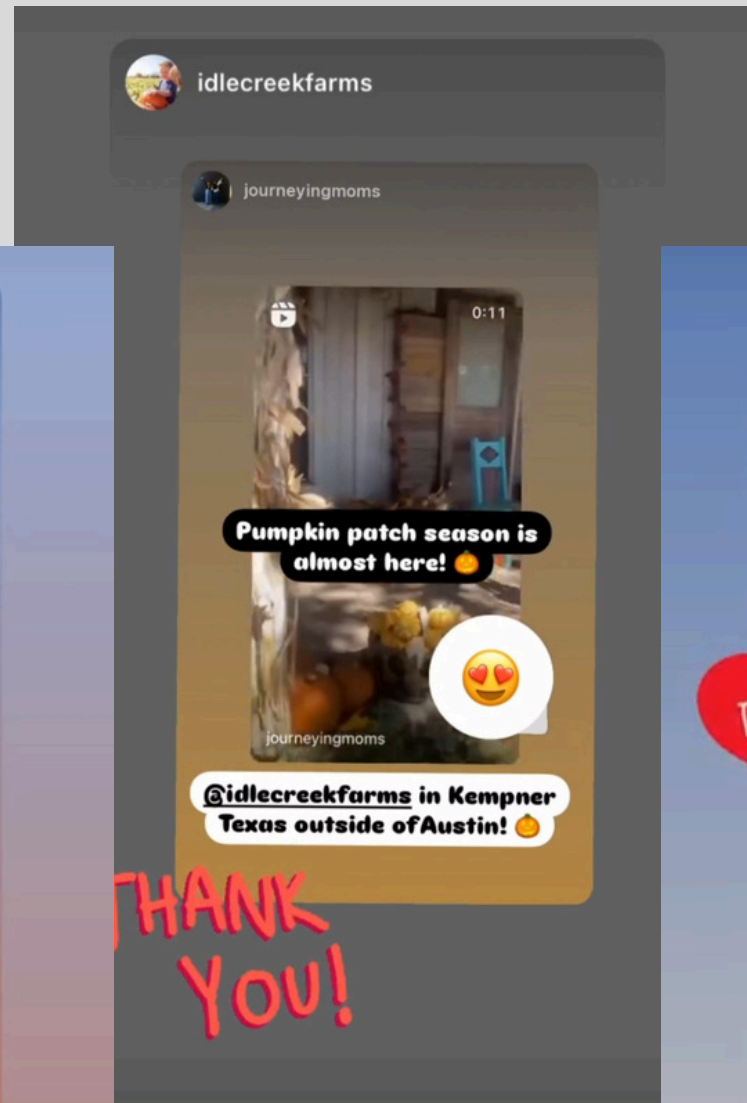 idlecreekfarms
journeyingmoms
0:11
Pumpkin patch season is
almost here! 🎃
journeyingmoms
@idlecreekfarms in Kempner
Texas outside ofAustin! 🎃
THANK
YOU!